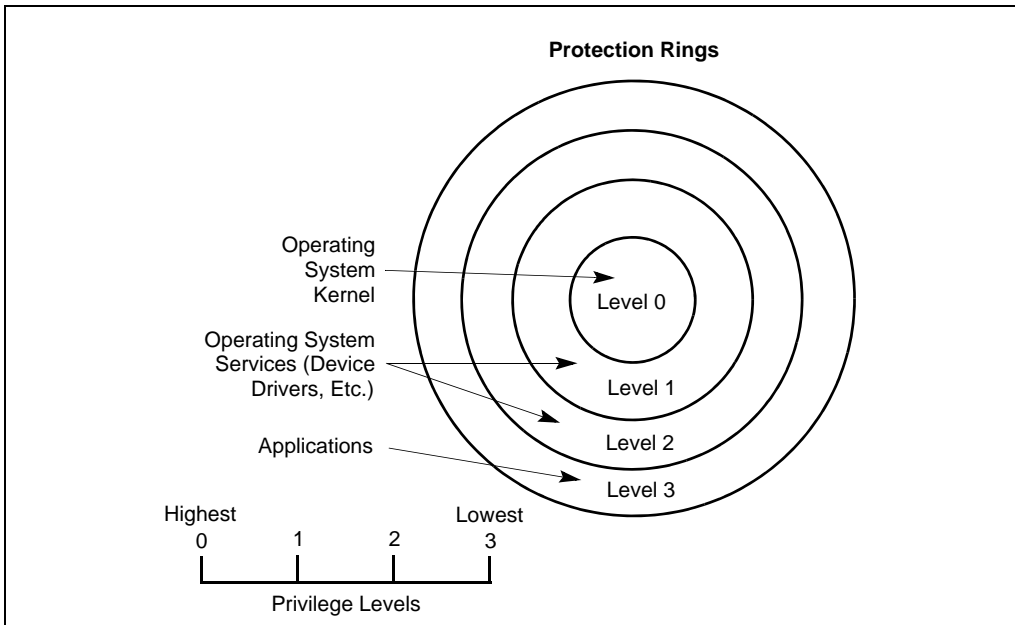 Protection Rings
Operating
System
Kernel
Level 0
Operating System
Services (Device
Drivers, Etc.)
Level 1
Level 2
Applications
Level 3
Highest
Lowest
0
1
2
3
Privilege Levels